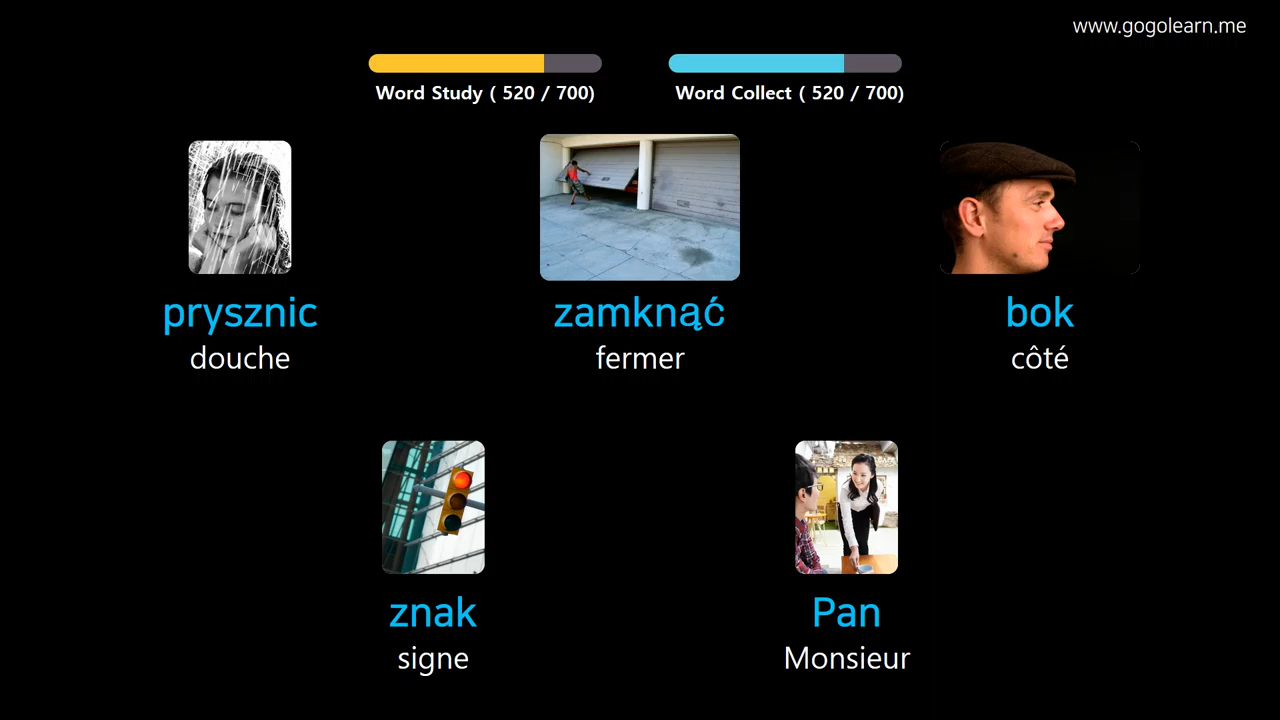 www.gogolearn.me
Word Study ( 520 / 700)
Word Collect ( 520 / 700)
prysznic
douche
zamknąć
fermer
bok
côté
znak
signe
Pan
Monsieur